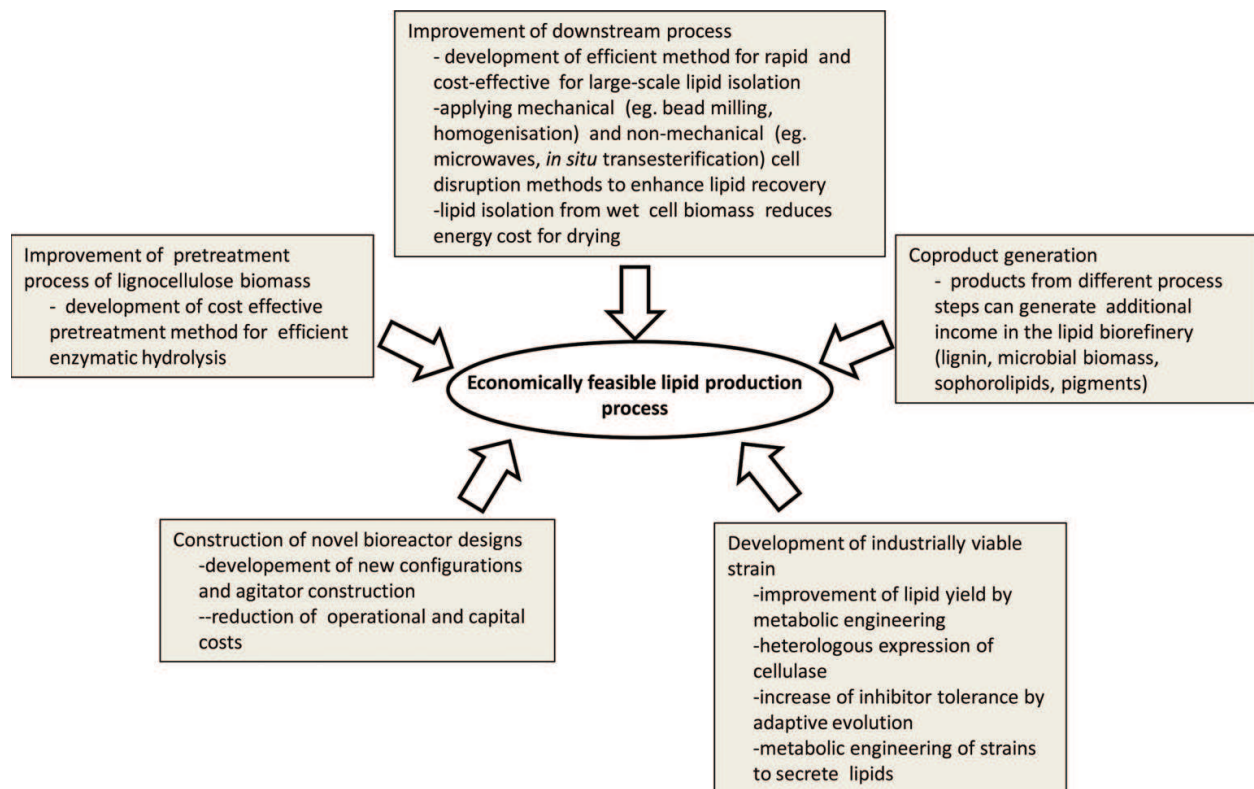 Improvement of downstream process
- development of efficient method for rapid and
cost-effective for large-scale lipid isolation
-applying mechanical (eg. bead milling,
homogenisation) and non-mechanical (eg.
microwaves, in situ transesterification) cell
disruption methods to enhance lipid recovery
-lipid isolation from wet cell biomass reduces
energy cost for drying
Improvement of pretreatment
process of lignocellulose biomass
- development of cost effective
pretreatment method for efficient
enzymatic hydrolysis
Coproduct generation
- products from different process
steps can generate additional
income in the lipid biorefinery
(lignin, microbial biomass,
sophorolipids, pigments)
Economically feasible lipid production
process
Construction of novel bioreactor designs
-developement of new configurations
and agitator construction
--reduction of operational and capital
costs
Development of industrially viable
strain
-improvement of lipid yield by
metabolic engineering
-heterologous expression of
cellulase
-increase of inhibitor tolerance by
adaptive evolution
-metabolic engineering of strains
to secrete lipids